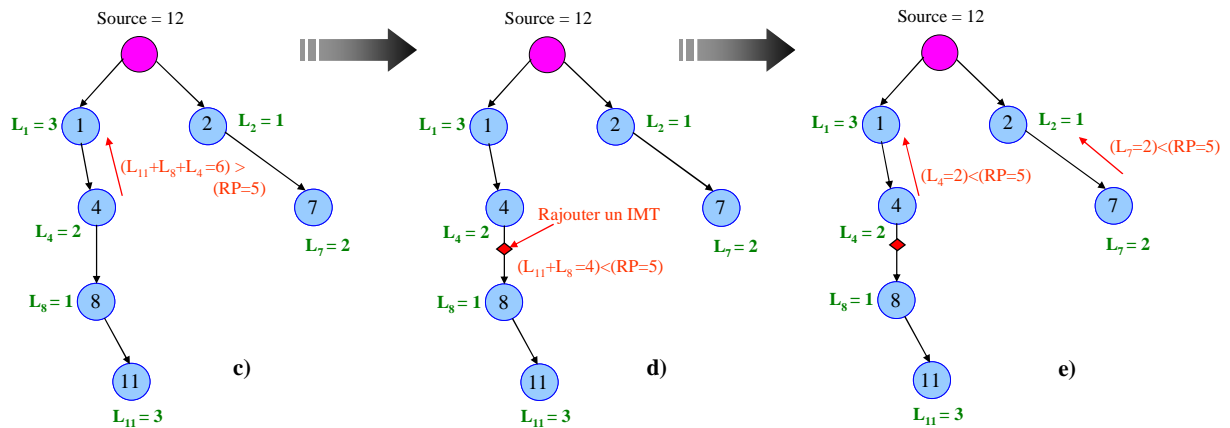 Source = 12
1
2
L₁ = 3
L₂ = 1
(L₁₁+L₈+L₄ =6) >
(RP=5)
4
7
L₄ = 2
L₇ = 2
8
L₈ = 1
11
L₁₁ = 3
c)
Source = 12
1
2
L₁ = 3
L₂ = 1
4
7
Rajouter un IMT
L₄ = 2
L₇ = 2
(L₁₁+L₈ =4)<(RP=5)
8
L₈ = 1
11
L₁₁ = 3
d)
Source = 12
1
2
L₁ = 3
L₂ = 1
(L₇=2)<(RP=5)
(L₄=2)<(RP=5)
4
7
L₄ = 2
L₇ = 2
8
L₈ = 1
11
L₁₁ = 3
e)